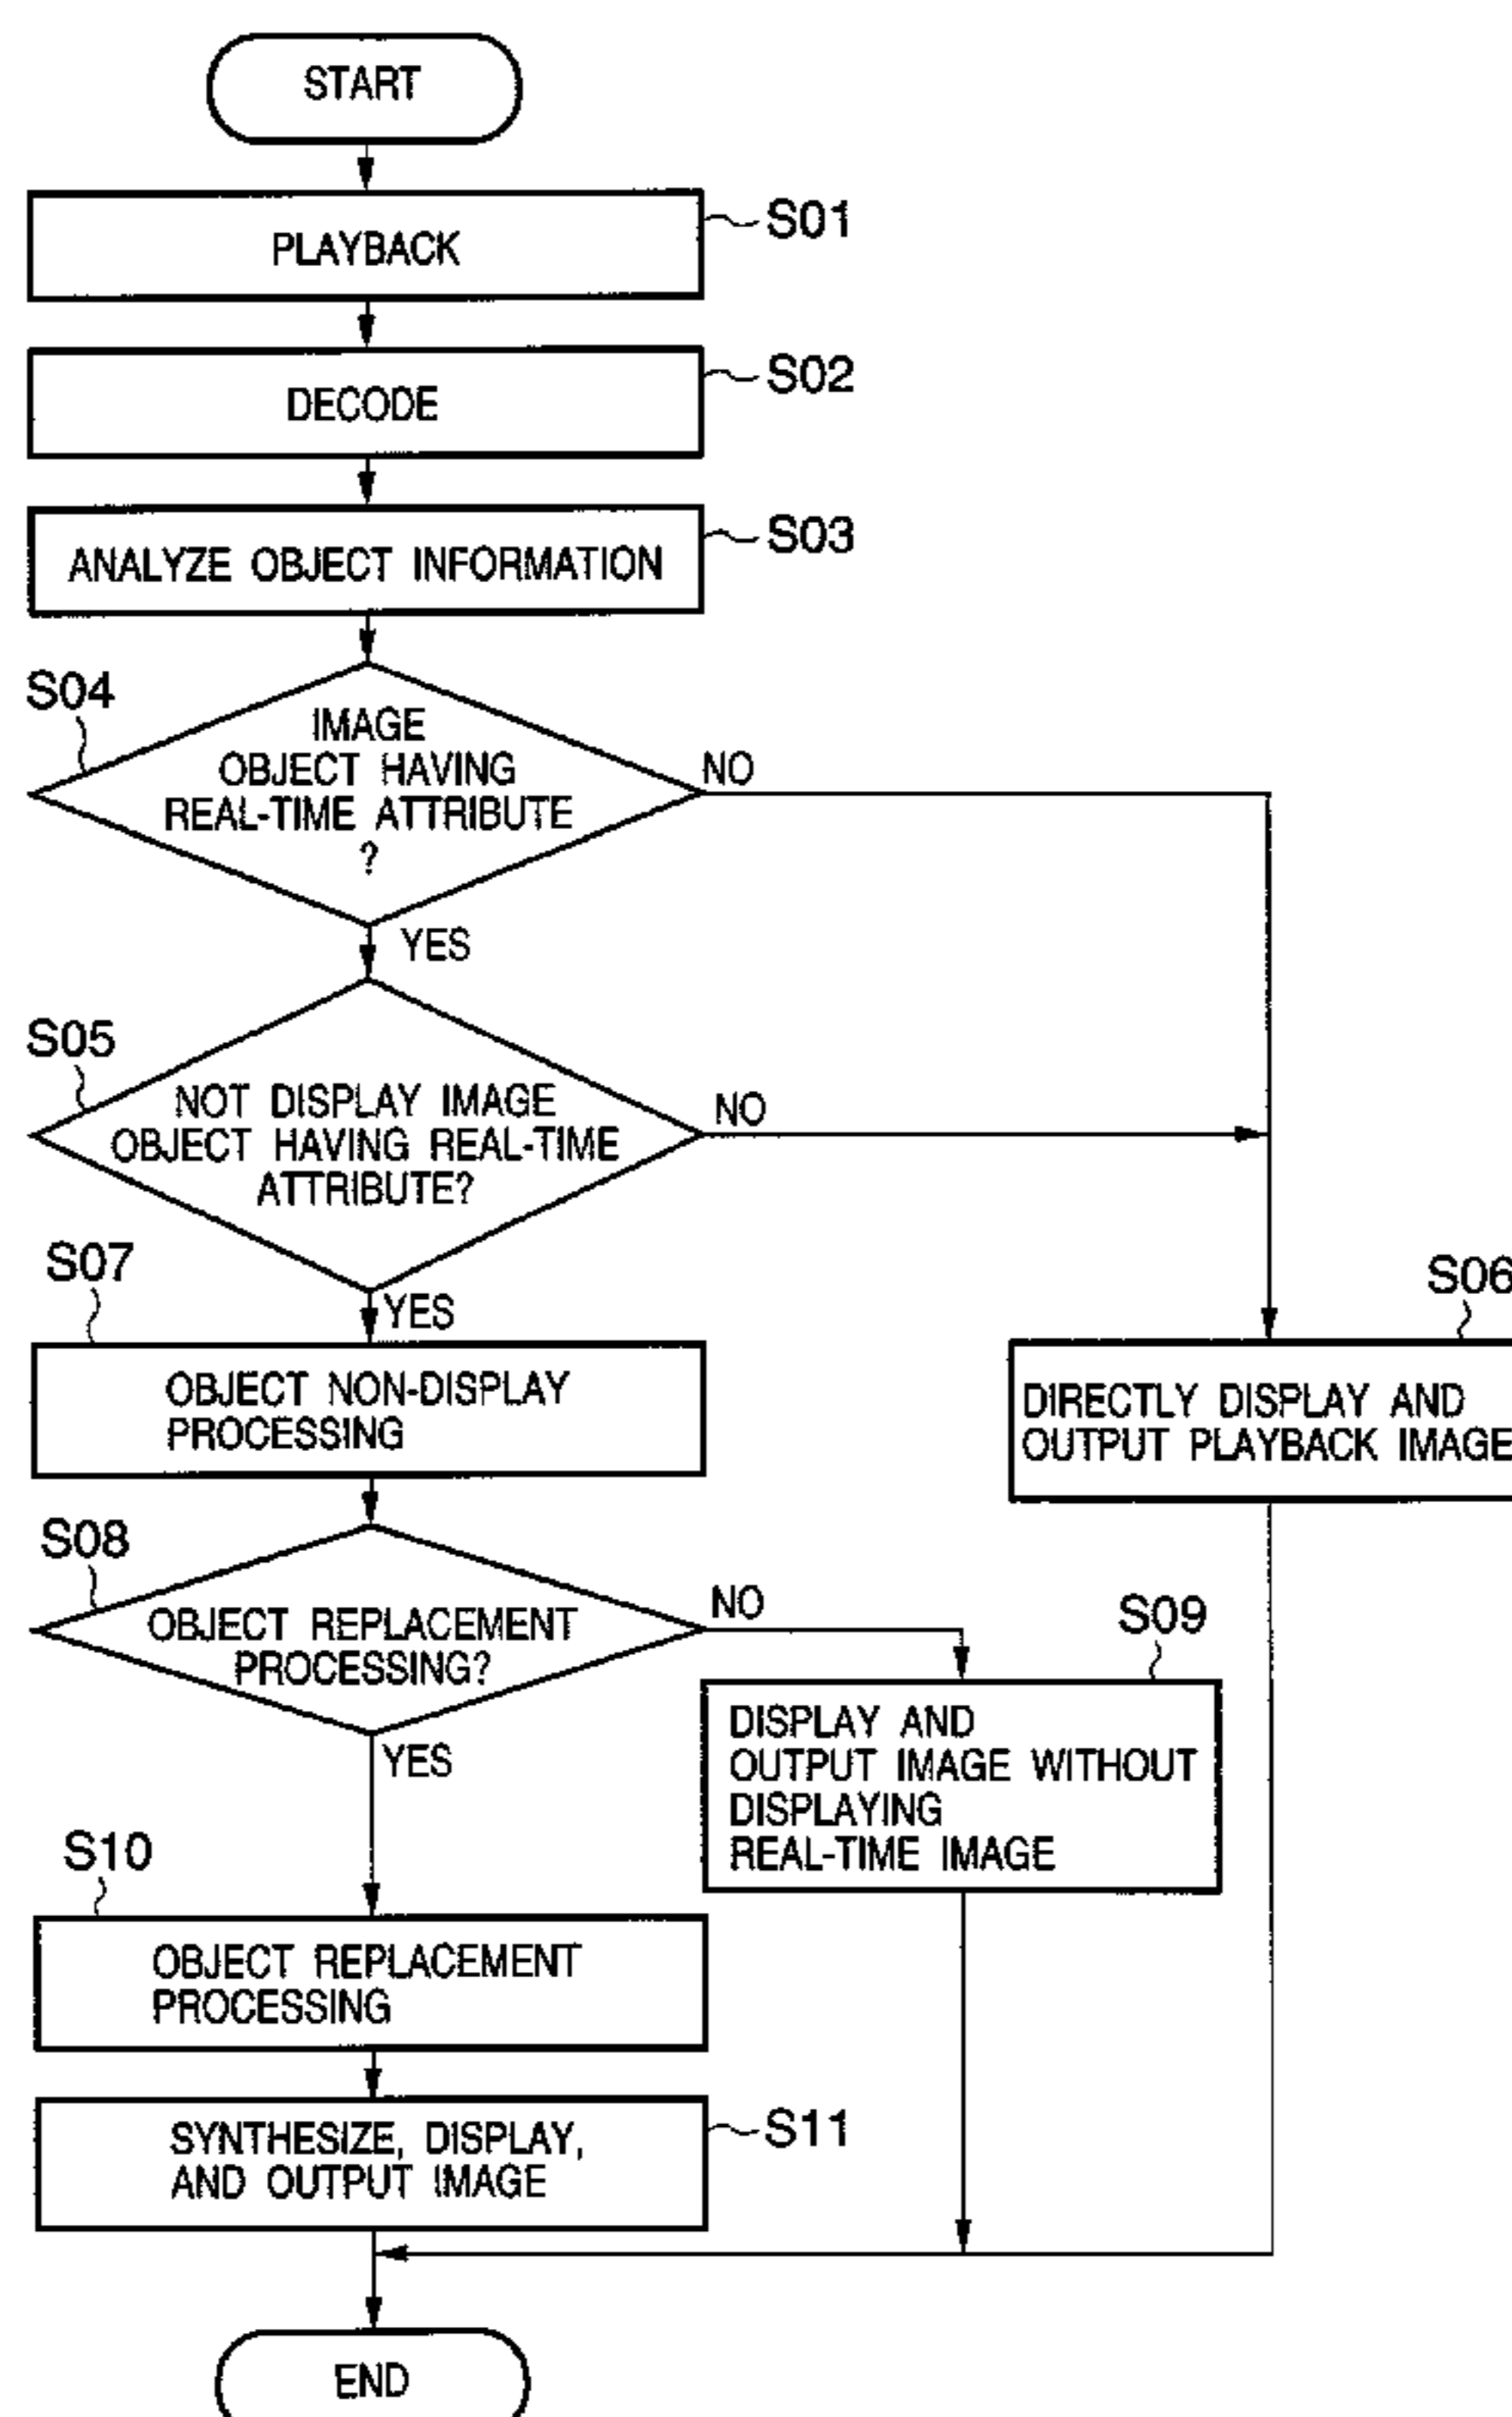 START
PLAYBACK
S01
DECODE
S02
ANALYZE OBJECT INFORMATION
S03
S04
IMAGE
OBJECT HAVING
REAL-TIME ATTRIBUTE
?
NO
YES
S05
NOT DISPLAY IMAGE
OBJECT HAVING REAL-TIME
ATTRIBUTE?
NO
YES
S07
OBJECT NON-DISPLAY
PROCESSING
S06
DIRECTLY DISPLAY AND
OUTPUT PLAYBACK IMAGE
S08
OBJECT REPLACEMENT
PROCESSING?
NO
YES
S09
DISPLAY AND
OUTPUT IMAGE WITHOUT
DISPLAYING
REAL-TIME IMAGE
S10
OBJECT REPLACEMENT
PROCESSING
SYNTHESIZE, DISPLAY,
AND OUTPUT IMAGE
S11
END